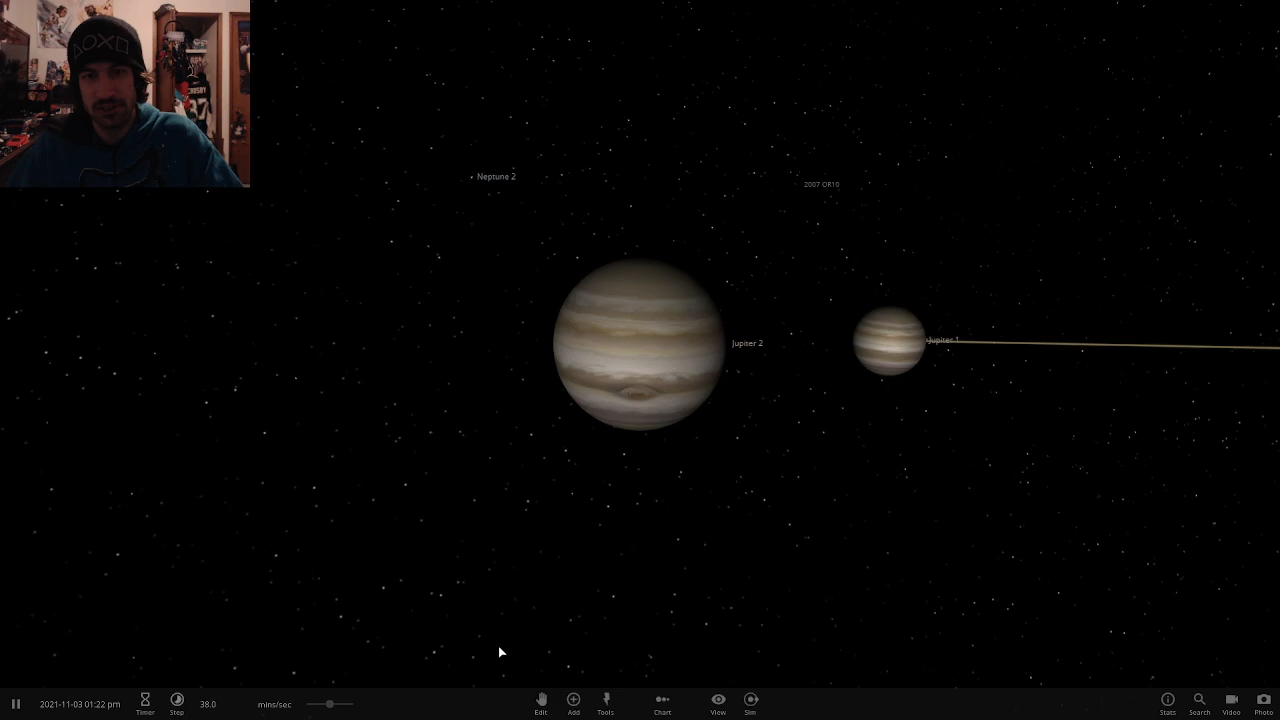 CROSBY
Neptune 2
2007 OR10
Jupiter 2
Jupiter 1
2021-11-03 01:22 pm
Timer
Step
38.0
mins/sec
Edit
Add
Tools
Chart
View
Sim
Stats
Search
Video
Photo